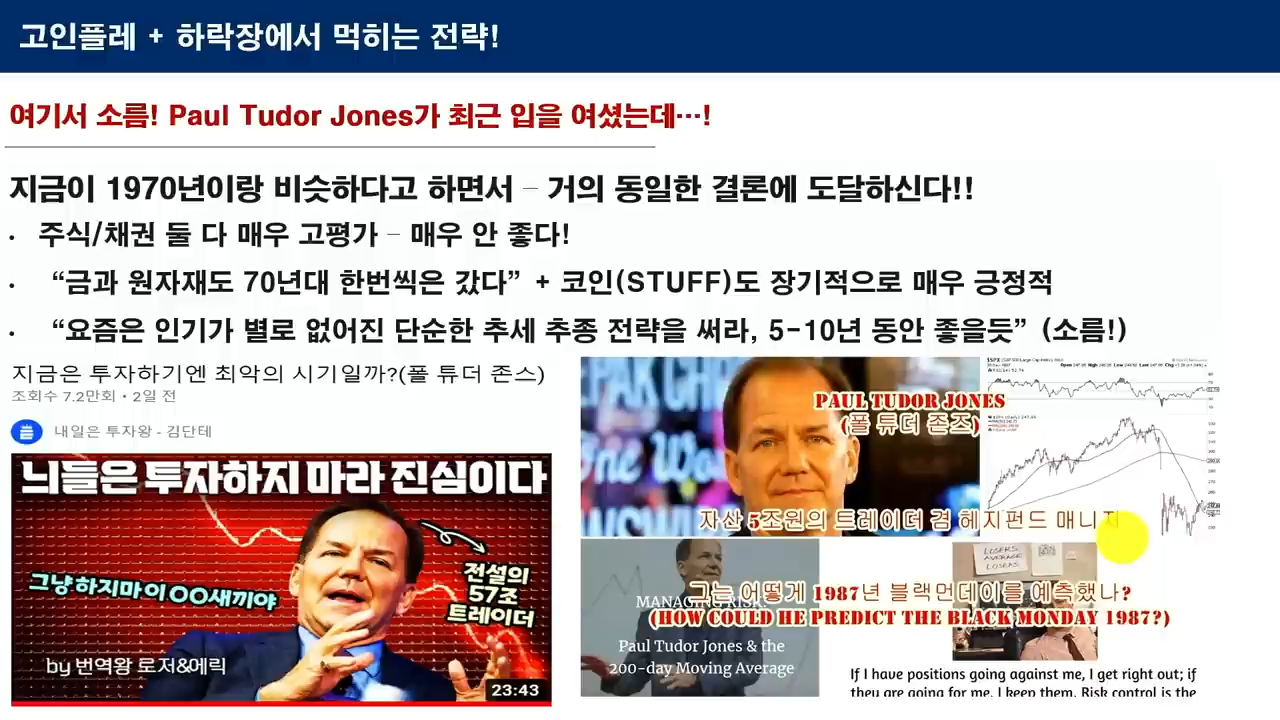 고인플레 + 하락장에서 먹히는 전략!
여기서 소름! Paul Tudor Jones가 최근 입을 여셨는데…!
지금이 1970년이랑 비슷하다고 하면서 – 거의 동일한 결론에 도달하신다!!
• 주식/채권 둘 다 매우 고평가 – 매우 안 좋다!
• “금과 원자재도 70년대 한번씩은 갔다” + 코인(STUFF)도 장기적으로 매우 긍정적
• “요즘은 인기가 별로 없어진 단순한 추세 추종 전략을 써라, 5-10년 동안 좋을듯” (소름!)
지금은 투자하기엔 최악의 시기일까?(폴 튜더 존스)
조회수 7.2만회 • 2일 전
내일은 투자왕 - 김단테
늬들은 투자하지 마라 진심이다
그냥 하지마 이 OO새끼야
전설의
57조
트레이더
by 번역왕 로저&에릭
23:43
PAUL TUDOR JONES
(폴 튜더 존즈)
자산 5조원의 트레이더 겸 헤지펀드 매니저
그는 어떻게 1987년 블랙먼데이를 예측했나?
(HOW COULD HE PREDICT THE BLACK MONDAY 1987?)
MANAGING RISK:
Paul Tudor Jones & the
200-day Moving Average
LOSERS
AVERAGE
LOSERS
If I have positions going against me, I get right out; if
they are going for me, I keep them. Risk control is the